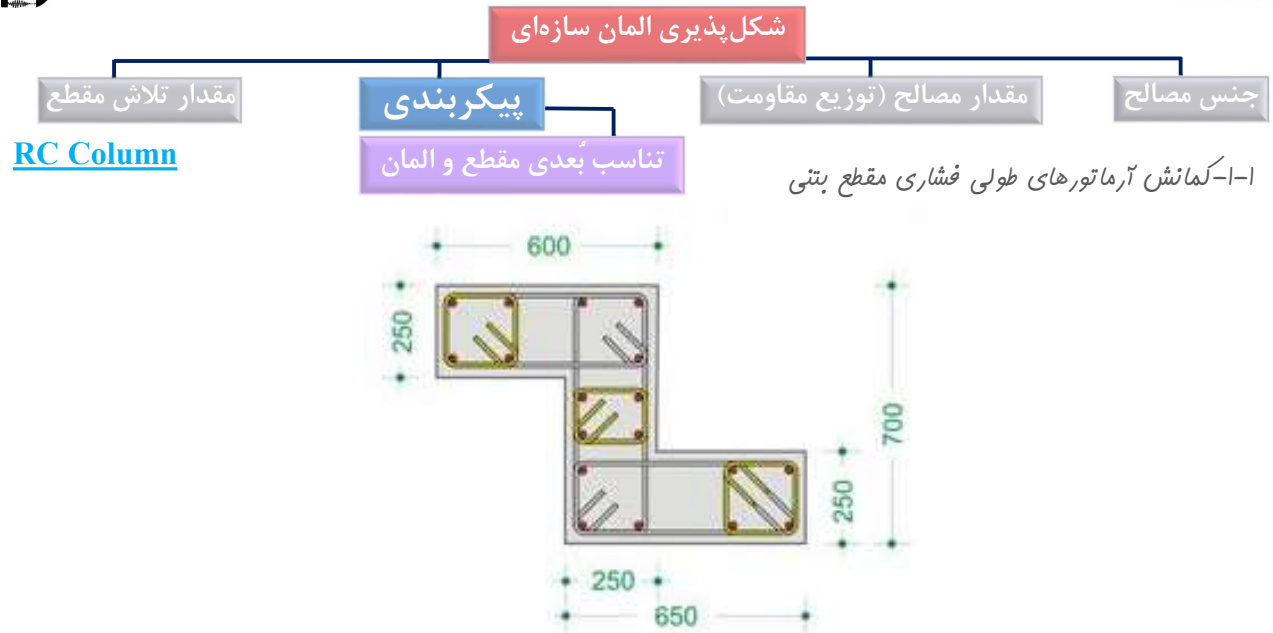 شکل‌پذیری المان سازه‌ای
جنس مصالح
مقدار مصالح (توزیع مقاومت)
پیکربندی
مقدار تلاش مقطع
تناسب بُعدی مقطع و المان
RC Column
۱-۱-کمانش آرماتورهای طولی فشاری مقطع بتنی
600
250
700
250
250
650